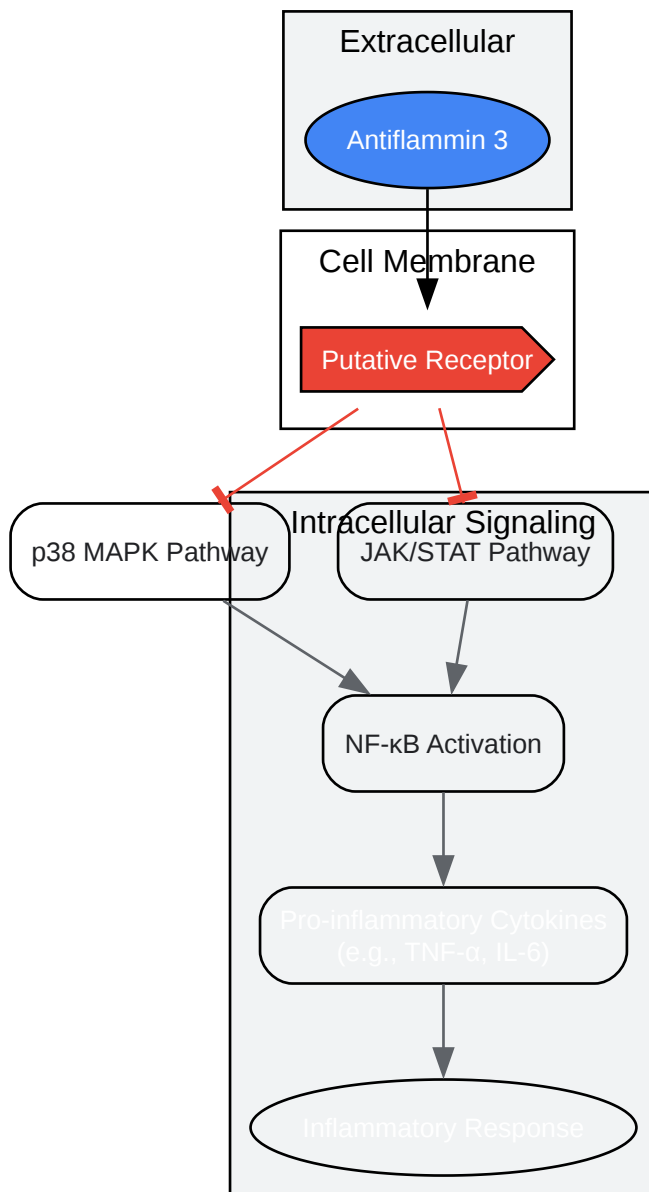 Extracellular
Antiflammin 3
Cell Membrane
Putative Receptor
Intracellular Signaling
p38 MAPK Pathway
JAK/STAT Pathway
NF-κB Activation
Pro-inflammatory Cytokines
(e.g., TNF-α, IL-6)
Inflammatory Response